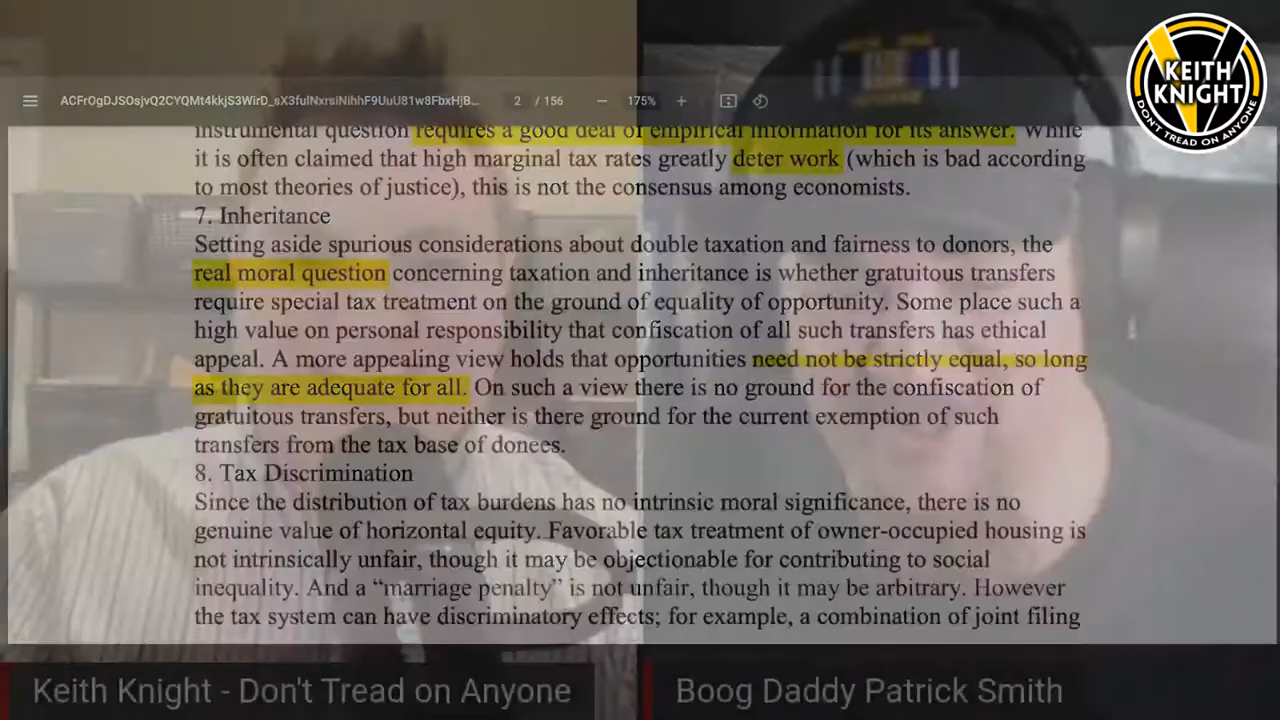 KEITH
KNIGHT
DON'T TREAD ON ANYONE
2 / 156
175%
instrumental question requires a good deal of empirical information for its answer. While
it is often claimed that high marginal tax rates greatly deter work (which is bad according
to most theories of justice), this is not the consensus among economists.
7. Inheritance
Setting aside spurious considerations about double taxation and fairness to donors, the
real moral question concerning taxation and inheritance is whether gratuitous transfers
require special tax treatment on the ground of equality of opportunity. Some place such a
high value on personal responsibility that confiscation of all such transfers has ethical
appeal. A more appealing view holds that opportunities need not be strictly equal, so long
as they are adequate for all. On such a view there is no ground for the confiscation of
gratuitous transfers, but neither is there ground for the current exemption of such
transfers from the tax base of donees.
8. Tax Discrimination
Since the distribution of tax burdens has no intrinsic moral significance, there is no
genuine value of horizontal equity. Favorable tax treatment of owner-occupied housing is
not intrinsically unfair, though it may be objectionable for contributing to social
inequality. And a “marriage penalty” is not unfair, though it may be arbitrary. However
the tax system can have discriminatory effects; for example, a combination of joint filing
Keith Knight - Don't Tread on Anyone
Boog Daddy Patrick Smith